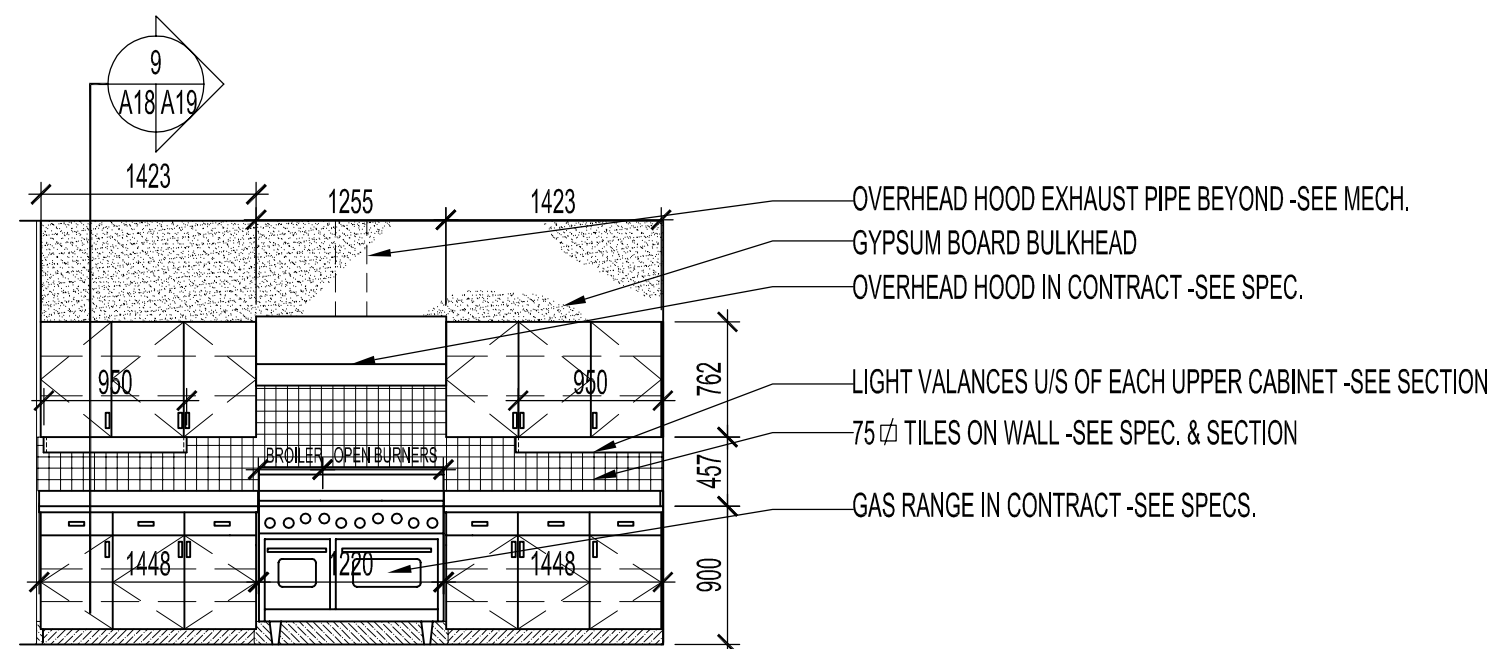 9
A18 A19
1423
1255
1423
OVERHEAD HOOD EXHAUST PIPE BEYOND -SEE MECH.
GYPSUM BOARD BULKHEAD
OVERHEAD HOOD IN CONTRACT -SEE SPEC.
950
950
762
LIGHT VALANCES U/S OF EACH UPPER CABINET -SEE SECTION
75 ⌷ TILES ON WALL -SEE SPEC. & SECTION
BROILER OPEN BURNERS
457
GAS RANGE IN CONTRACT -SEE SPECS.
1448
1220
1448
900